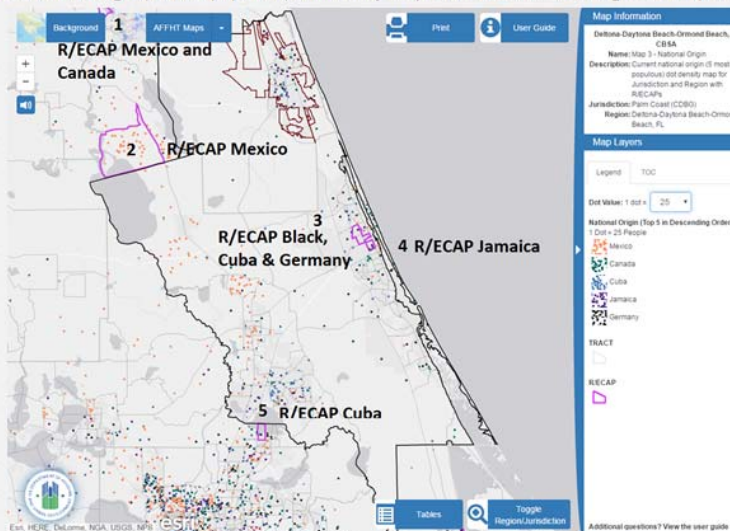 1
Background
AFFHT Maps
Print
User Guide
R/ECAP Mexico and
Canada
+
−
2 R/ECAP Mexico
3
R/ECAP Black,
Cuba & Germany
4 R/ECAP Jamaica
5 R/ECAP Cuba
Esri, HERE, DeLorme, NGA, USGS, NPS
esri
Tables
Toggle
Region/Jurisdiction
Map Information
Deltona-Daytona Beach-Ormond Beach,
CBSA
Name: Map 3 - National Origin
Description: Current national origin (5 most
populous) dot density map for
Jurisdiction and Region with
R/ECAPs
Jurisdiction: Palm Coast (CDBG)
Region: Deltona-Daytona Beach-Ormond
Beach, FL
Map Layers
Legend TOC
Dot Value: 1 dot = 25
National Origin (Top 5 in Descending Order)
1 Dot = 25 People
Mexico
Canada
Cuba
Jamaica
Germany
TRACT
R/ECAP
Additional questions? View the user guide